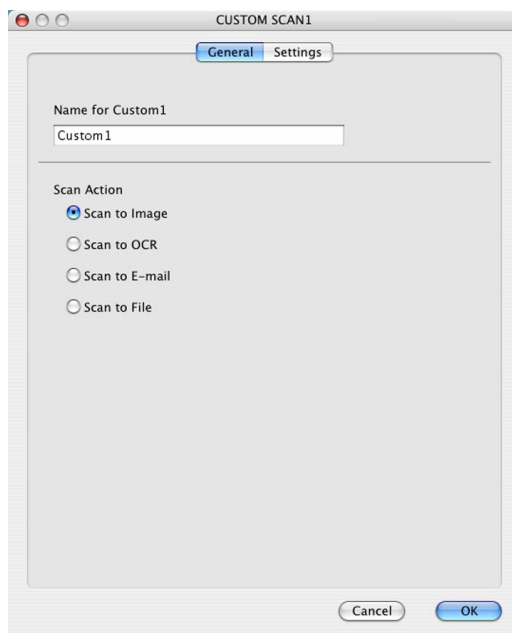 CUSTOM SCAN1
General Settings
Name for Custom1
Custom1
Scan Action
Scan to Image
Scan to OCR
Scan to E-mail
Scan to File
Cancel OK